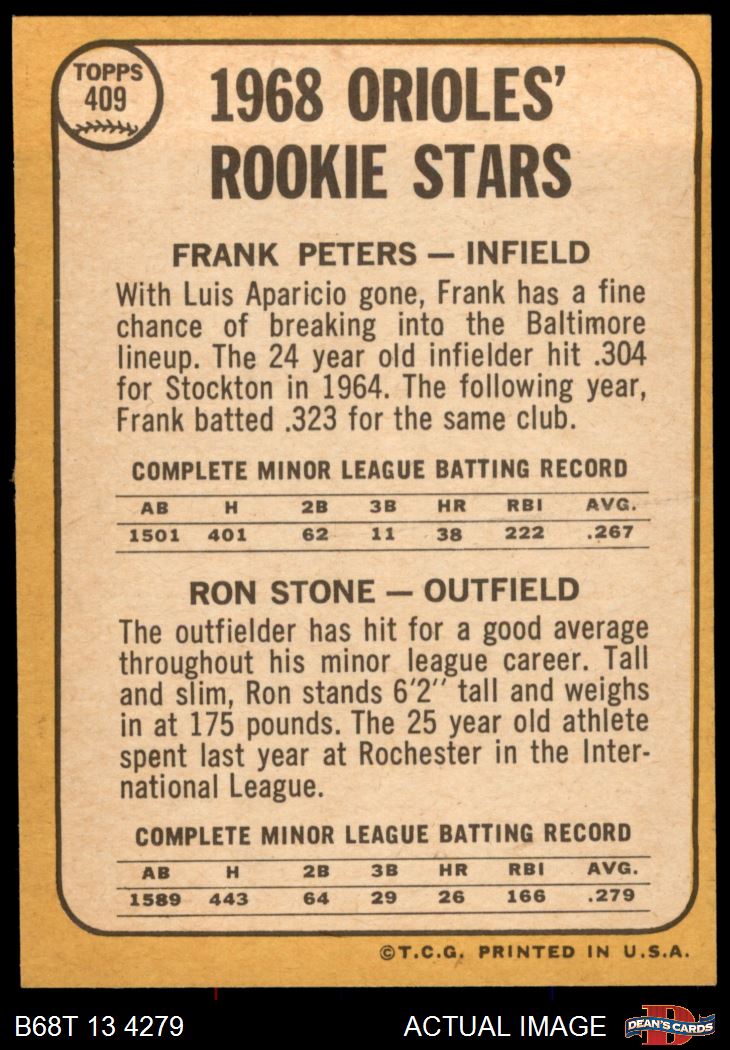 TOPPS
409
1968 ORIOLES'
ROOKIE STARS
FRANK PETERS — INFIELD
With Luis Aparicio gone, Frank has a fine
chance of breaking into the Baltimore
lineup. The 24 year old infielder hit .304
for Stockton in 1964. The following year,
Frank batted .323 for the same club.
COMPLETE MINOR LEAGUE BATTING RECORD
AB H 2B 3B HR RBI AVG.
1501 401 62 11 38 222 .267
RON STONE — OUTFIELD
The outfielder has hit for a good average
throughout his minor league career. Tall
and slim, Ron stands 6'2'' tall and weighs
in at 175 pounds. The 25 year old athlete
spent last year at Rochester in the Inter-
national League.
COMPLETE MINOR LEAGUE BATTING RECORD
AB H 2B 3B HR RBI AVG.
1589 443 64 29 26 166 .279
©T.C.G. PRINTED IN U.S.A.
B68T 13 4279 ACTUAL IMAGE D DEAN'S CARDS